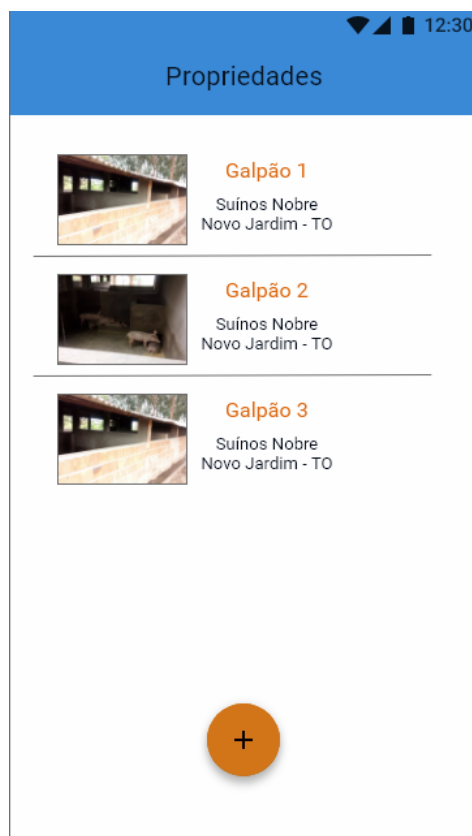 12:30
Propriedades
Galpão 1
Suínos Nobre
Novo Jardim - TO
Galpão 2
Suínos Nobre
Novo Jardim - TO
Galpão 3
Suínos Nobre
Novo Jardim - TO
+